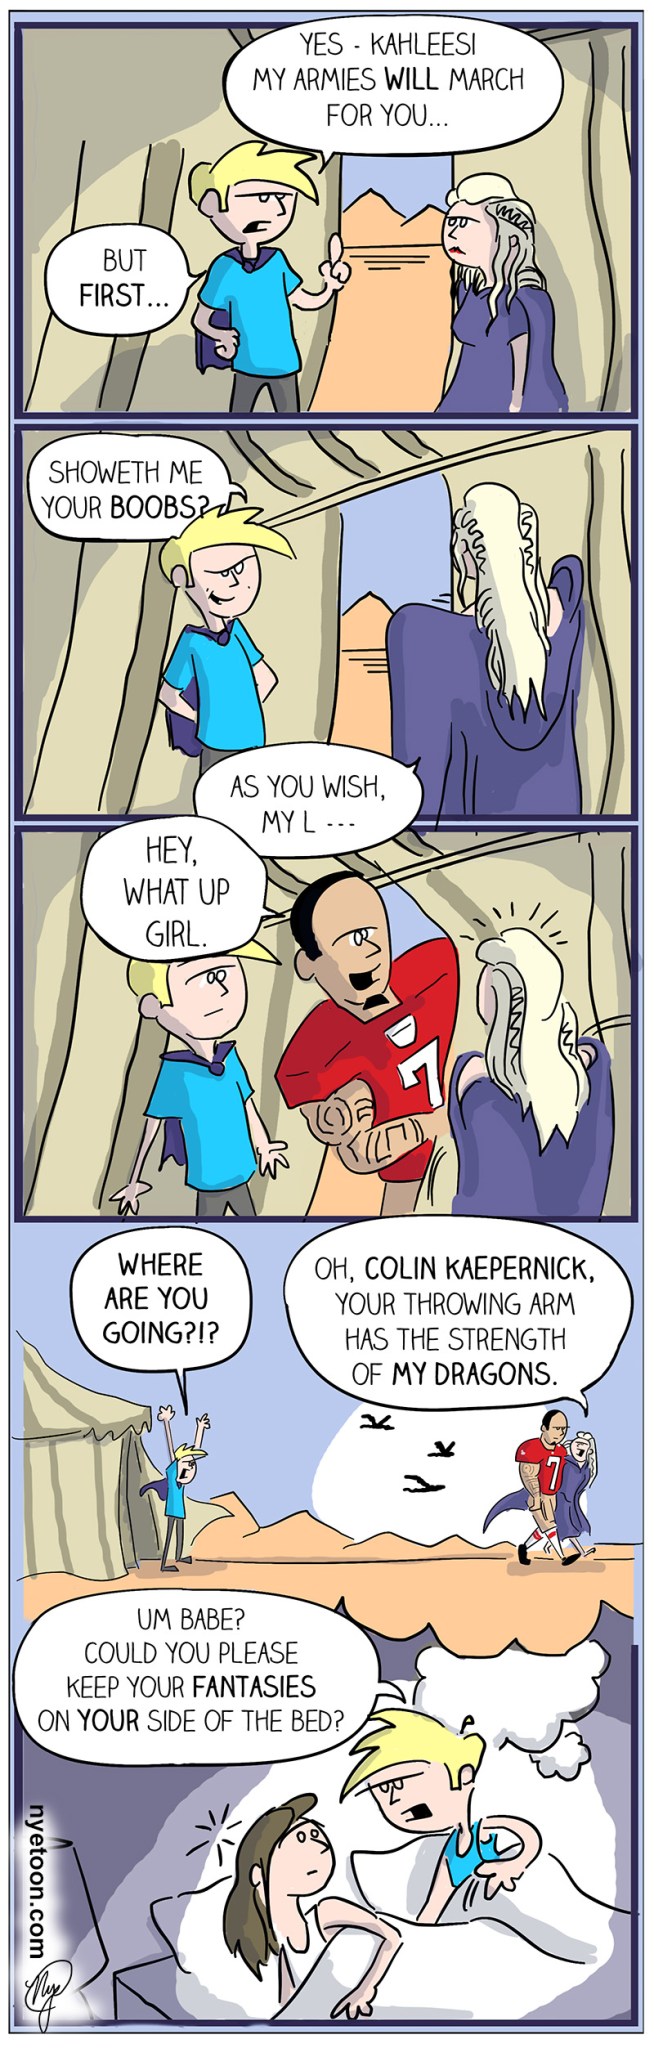 YES - KAHLEESI
MY ARMIES WILL MARCH
FOR YOU...
BUT
FIRST...
SHOWETH ME
YOUR BOOBS?
AS YOU WISH,
MY L ---
HEY,
WHAT UP
GIRL.
7
WHERE
ARE YOU
GOING?!?
OH, COLIN KAEPERNICK,
YOUR THROWING ARM
HAS THE STRENGTH
OF MY DRAGONS.
7
UM BABE?
COULD YOU PLEASE
KEEP YOUR FANTASIES
ON YOUR SIDE OF THE BED?
nyetoon.com
Nye